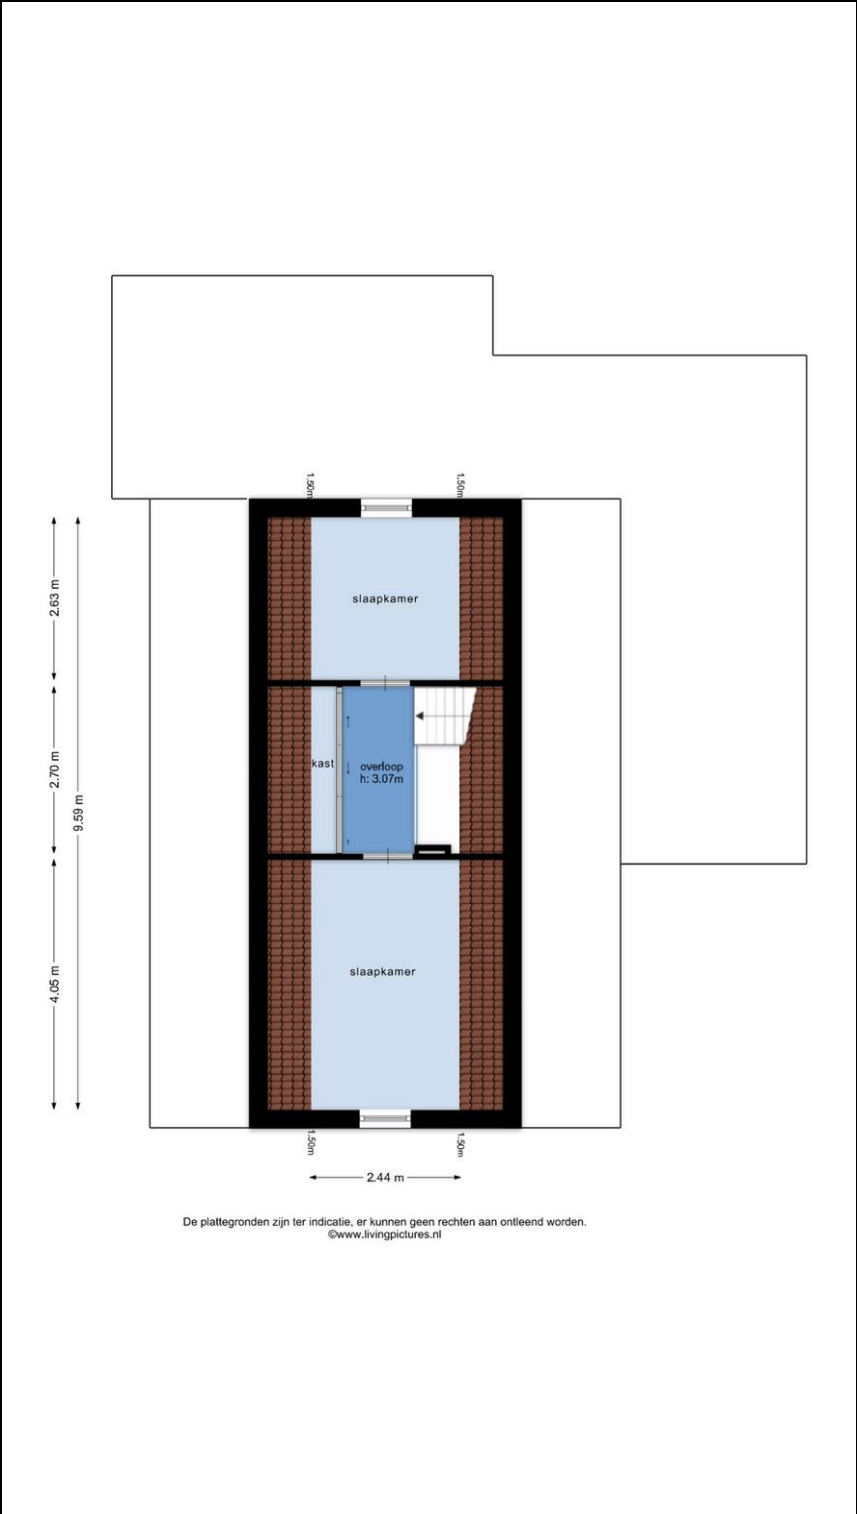 1.50m
1.50m
2.63 m
slaapkamer
2.70 m
9.59 m
kast
overloop
h: 3.07m
4.05 m
slaapkamer
1.50m
1.50m
2.44 m
De plattegronden zijn ter indicatie, er kunnen geen rechten aan ontleend worden.
©www.livingpictures.nl